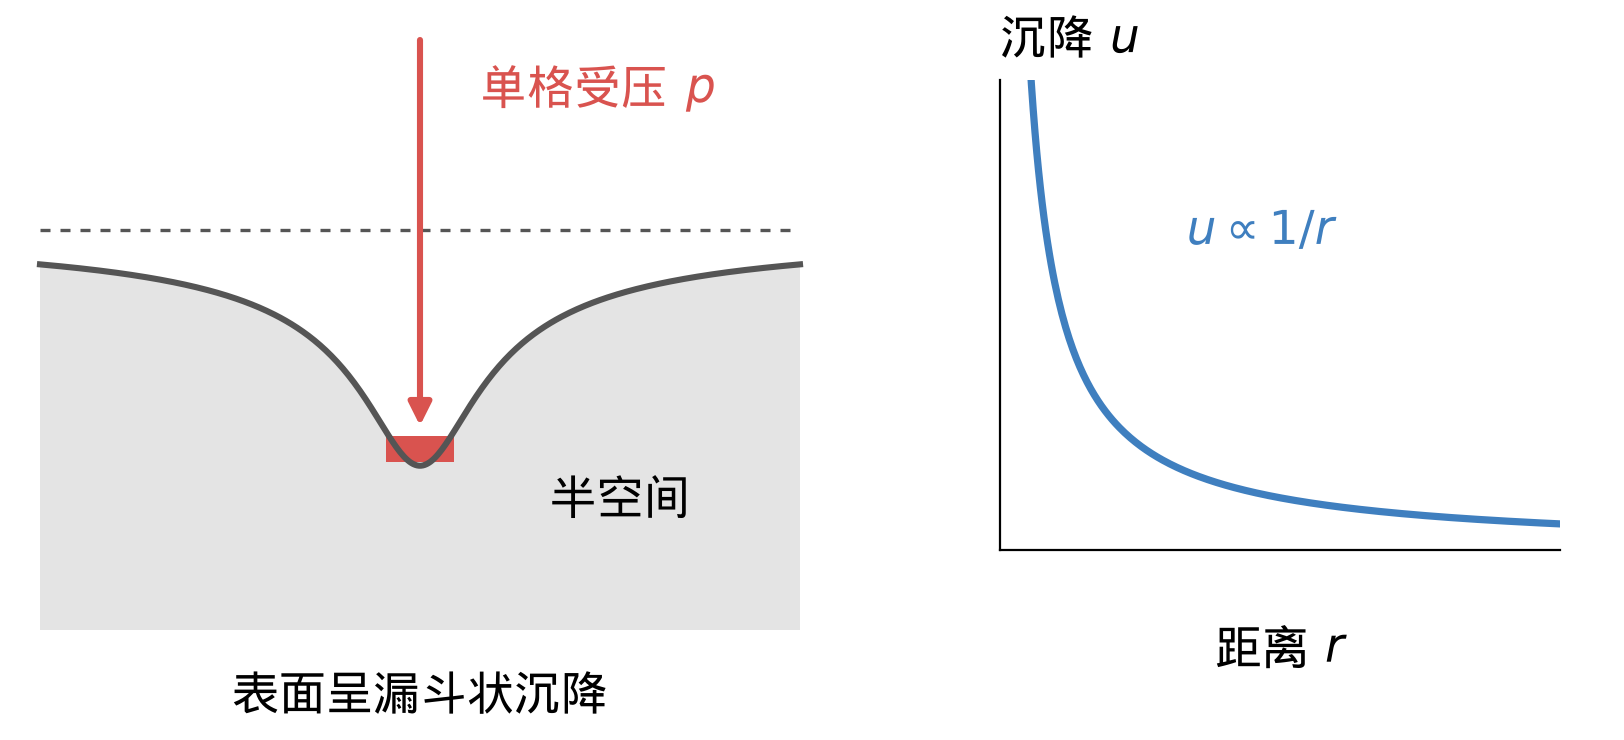 单格受压 p
半空间
表面呈漏斗状沉降
沉降 u
u ∝ 1/r
距离 r